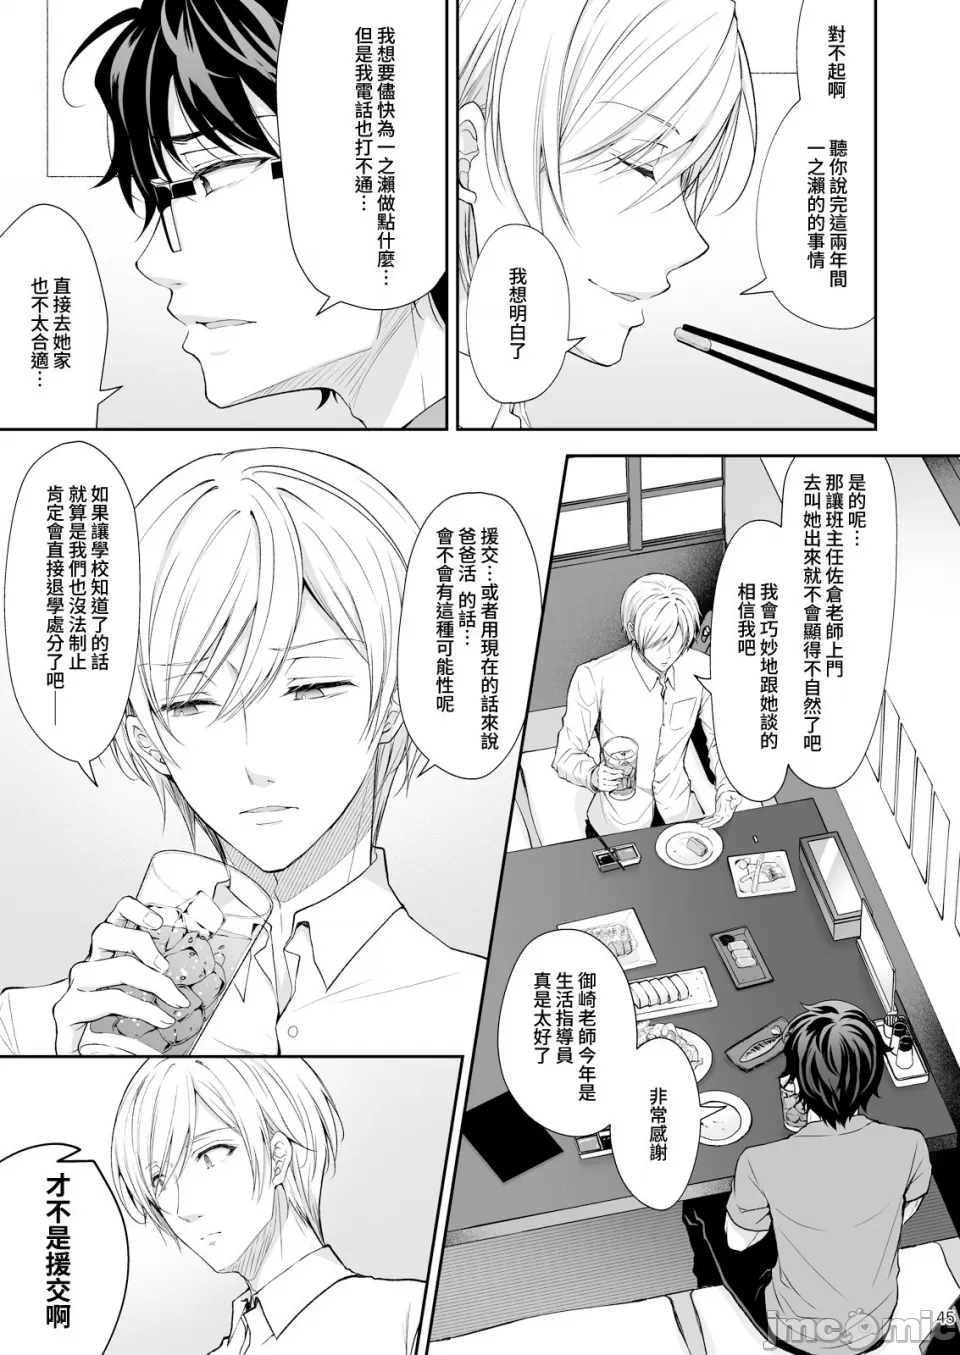 對不起啊
聽你說完這兩年間
一之瀨的的事情
我想明白了
我想要儘快為一之瀨做點什麼…
但是我電話也打不通…
直接去她家
也不太合適…
是的呢…
那讓班主任佐倉老師上門
去叫她出來就不會顯得不自然了吧
我會巧妙地跟她談的
相信我吧
御崎老師今年是
生活指導員
真是太好了
非常感謝
援交…或者用現在的話來說
爸爸活 的話…
會不會有這種可能性呢
如果讓學校知道了的話
就算是我們也沒法制止
肯定會直接退學處分了吧——
才不是援交啊
45
jmcomic